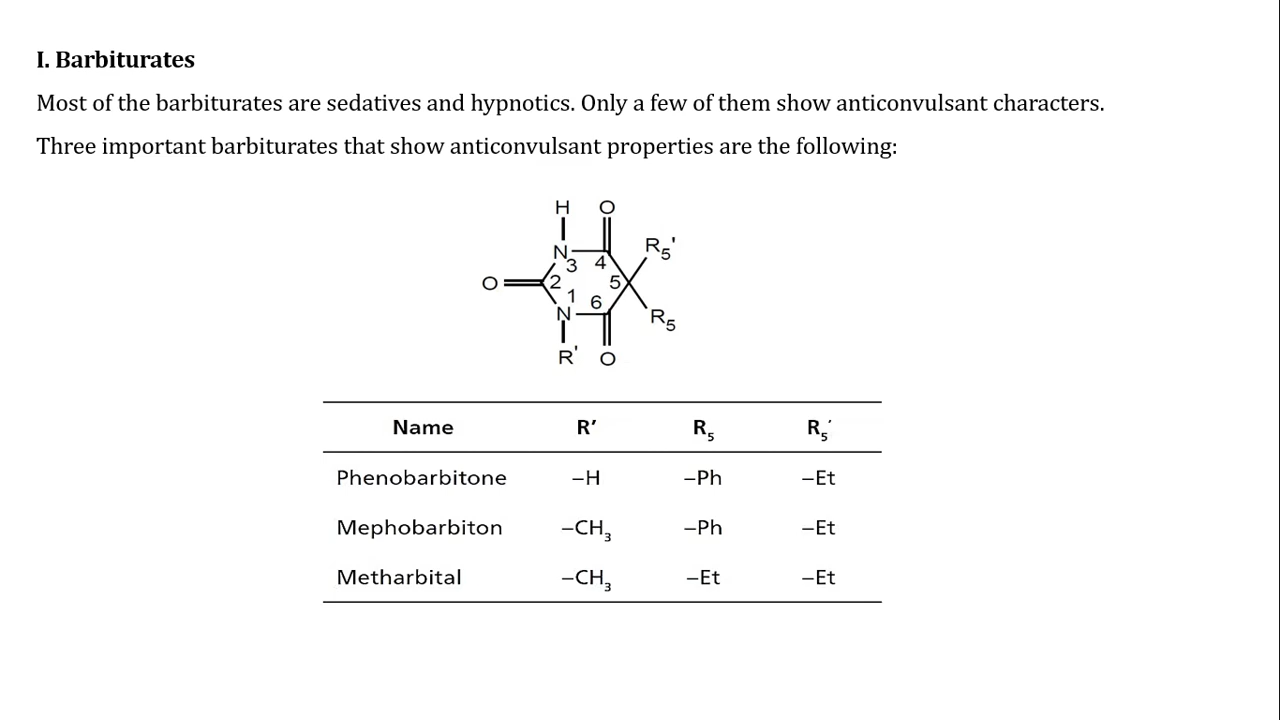 I. Barbiturates
Most of the barbiturates are sedatives and hypnotics. Only a few of them show anticonvulsant characters.
Three important barbiturates that show anticonvulsant properties are the following:
H O
N 3 4 R5'
O 2 5
1 6
N R5
R' O
Name R′ R5 R5′
Phenobarbitone –H –Ph –Et
Mephobarbiton –CH3 –Ph –Et
Metharbital –CH3 –Et –Et